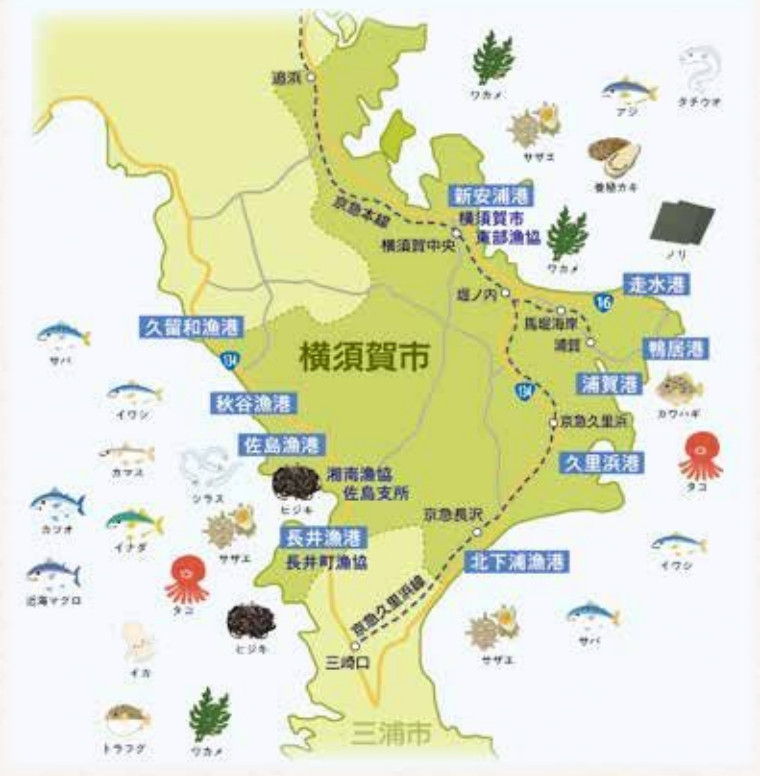 追浜
ワカメ
アジ
タチウオ
サザエ
養殖カキ
京急本線
新安浦港
横須賀市
東部漁協
横須賀中央
ワカメ
ノリ
堀ノ内
16
走水港
馬堀海岸
浦賀
鴨居港
久留和漁港
134
横須賀市
サバ
浦賀港
カワハギ
134
イワシ
秋谷漁港
京急久里浜
佐島漁港
久里浜港
タコ
カマス
シラス
ヒジキ
湘南漁協
佐島支所
カツオ
イナダ
サザエ
京急長沢
長井漁港
長井町漁協
北下浦漁港
イワシ
近海マグロ
タコ
ヒジキ
京急久里浜線
サザエ
サバ
イカ
三崎口
トラフグ
ワカメ
三浦市